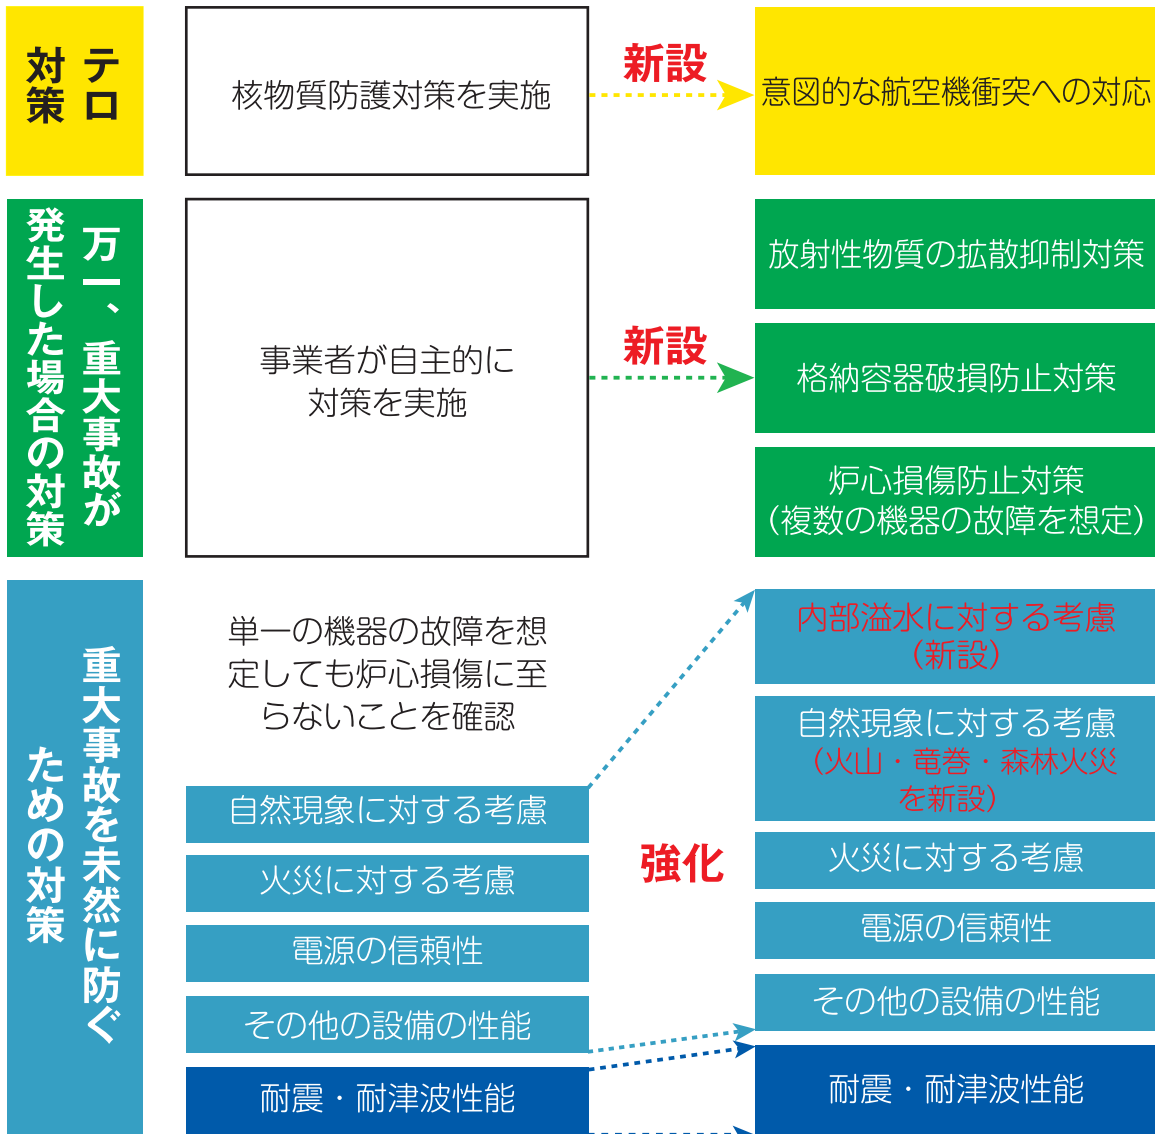 テロ
対策
核物質防護対策を実施
新設
意図的な航空機衝突への対応
万一、重大事故が
発生した場合の対策
事業者が自主的に
対策を実施
新設
放射性物質の拡散抑制対策
格納容器破損防止対策
炉心損傷防止対策
（複数の機器の故障を想定）
重大事故を未然に防ぐ
ための対策
単一の機器の故障を想
定しても炉心損傷に至
らないことを確認
自然現象に対する考慮
火災に対する考慮
電源の信頼性
その他の設備の性能
耐震・耐津波性能
強化
内部溢水に対する考慮
（新設）
自然現象に対する考慮
（火山・竜巻・森林火災
を新設）
火災に対する考慮
電源の信頼性
その他の設備の性能
耐震・耐津波性能